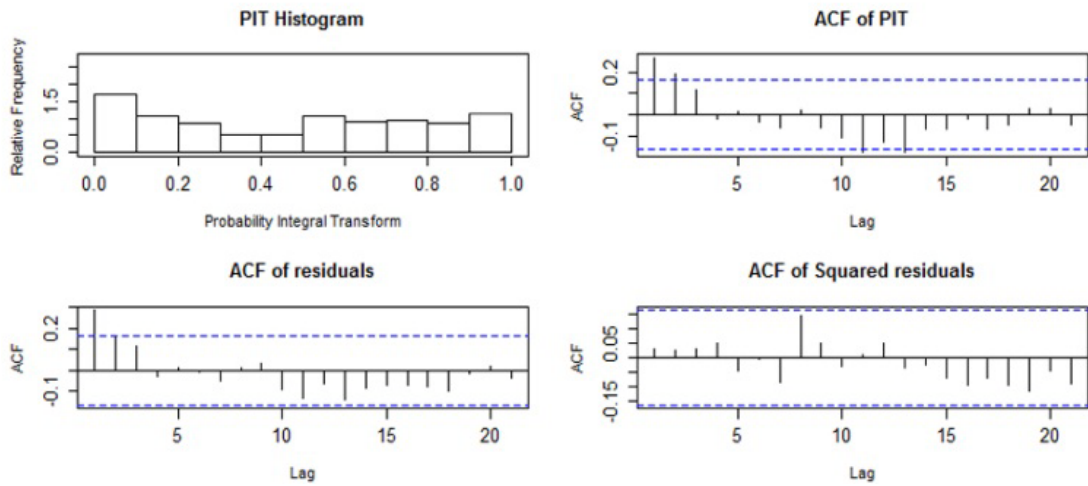 PIT Histogram
Relative Frequency
0.0 1.5
0.0 0.2 0.4 0.6 0.8 1.0
Probability Integral Transform
ACF of PIT
ACF
-0.1 0.2
5 10 15 20
Lag
ACF of residuals
ACF
-0.1 0.2
5 10 15 20
Lag
ACF of Squared residuals
ACF
-0.15 0.05
5 10 15 20
Lag